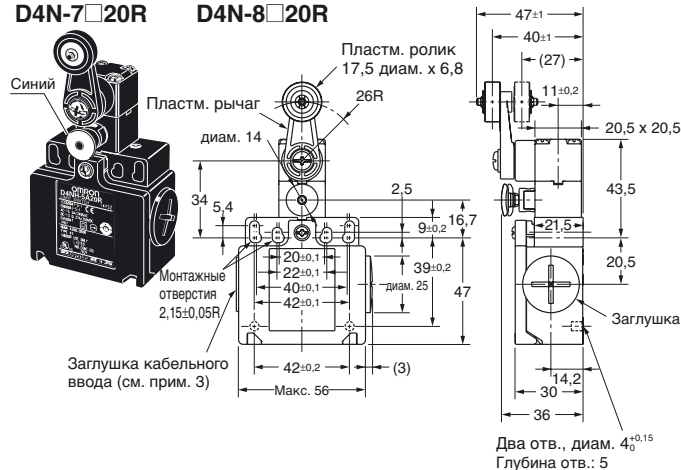 D4N-7□20R D4N-8□20R
47±1
40±1
(27)
11±0,2
Пластм. ролик
17,5 диам. x 6,8
Синий
26R
Пластм. рычаг
диам. 14
20,5 x 20,5
34
5,4
2,5
9±0,2
16,7
43,5
21,5
OMRON
20±0,1
22±0,1
40±0,1
42±0,1
39±0,2
47
20,5
диам. 25
Монтажные
отверстия
2,15±0,05R
Заглушка
Заглушка кабельного
ввода (см. прим. 3)
42±0,2
(3)
Макс. 56
14,2
30
36
Два отв., диам. 4 +0,15 0
Глубина отв.: 5